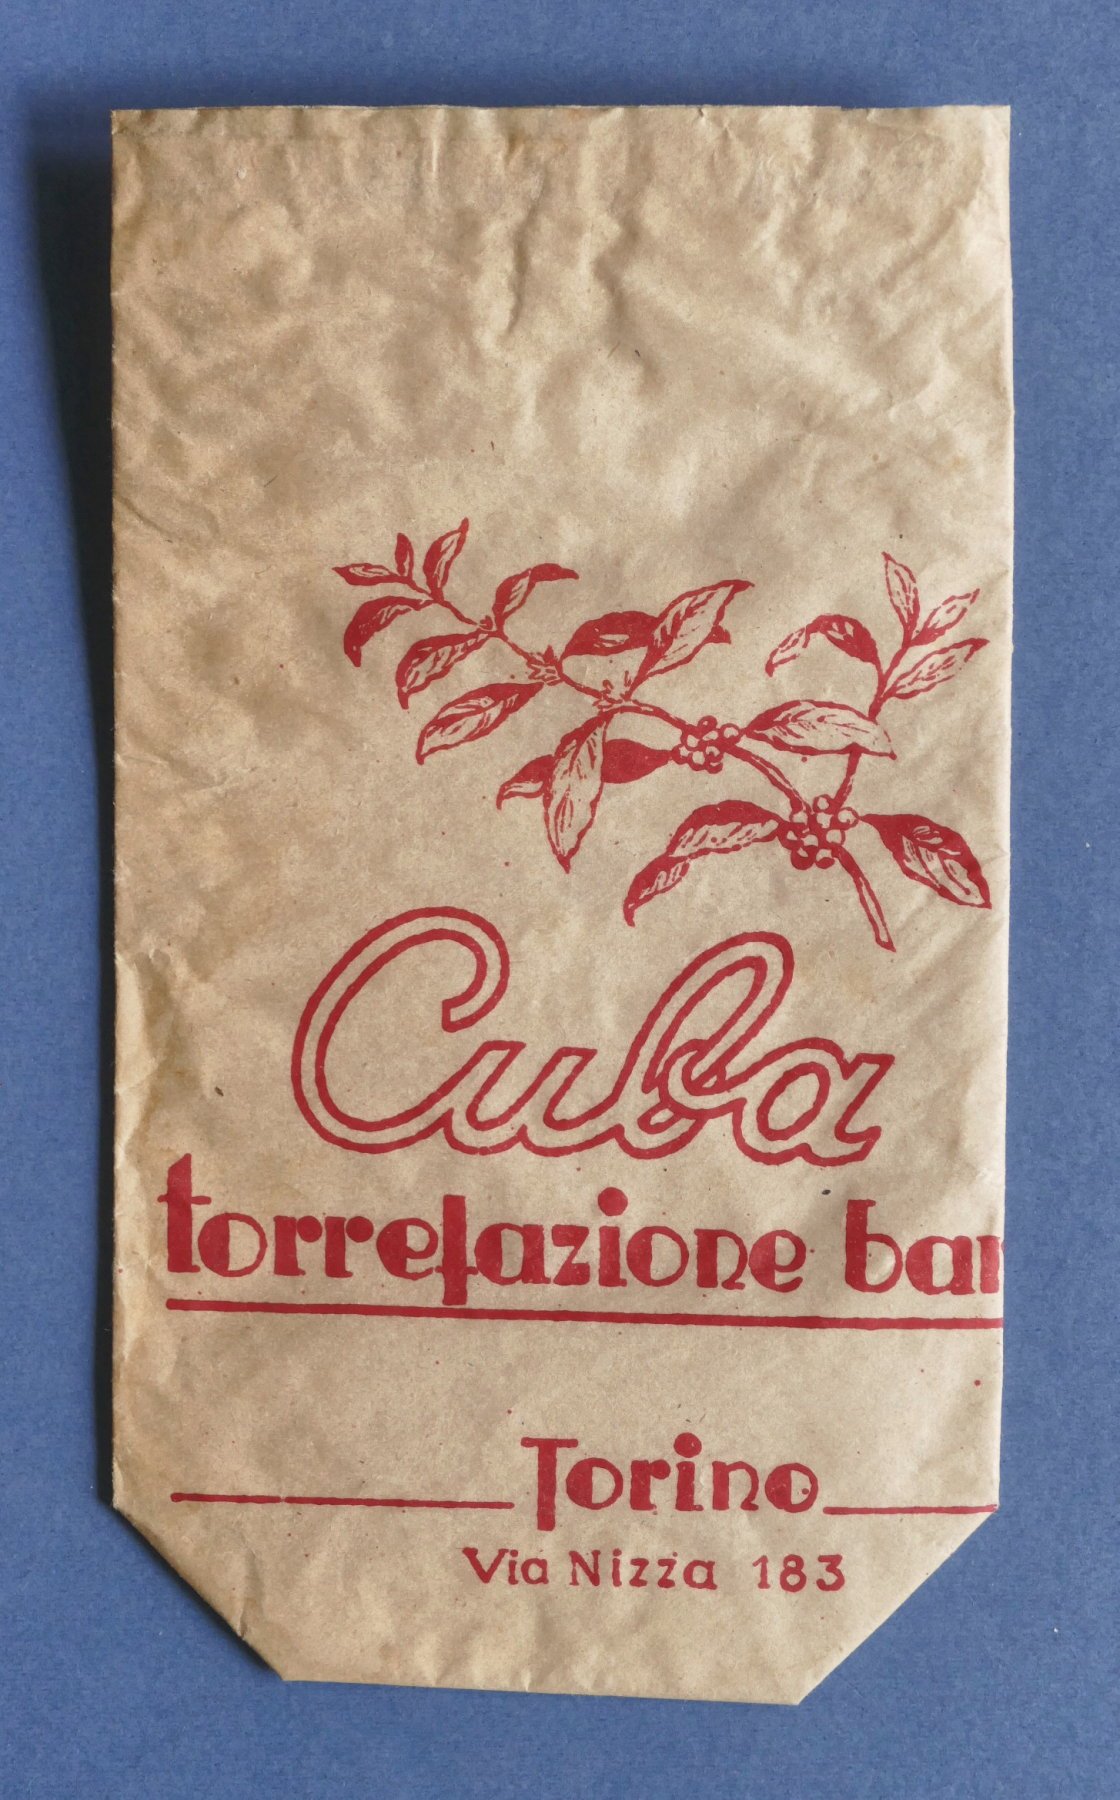 Cuba
torrefazione bar
Torino
Via Nizza 183